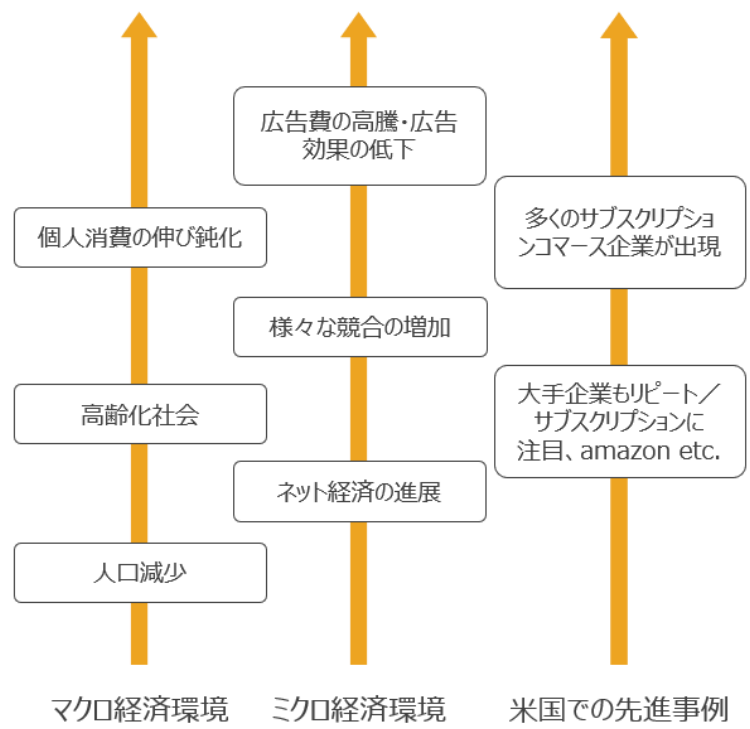 個人消費の伸び鈍化
高齢化社会
人口減少
マクロ経済環境
広告費の高騰・広告
効果の低下
様々な競合の増加
ネット経済の進展
ミクロ経済環境
多くのサブスクリプショ
ンコマース企業が出現
大手企業もリピート／
サブスクリプションに
注目、amazon etc.
米国での先進事例